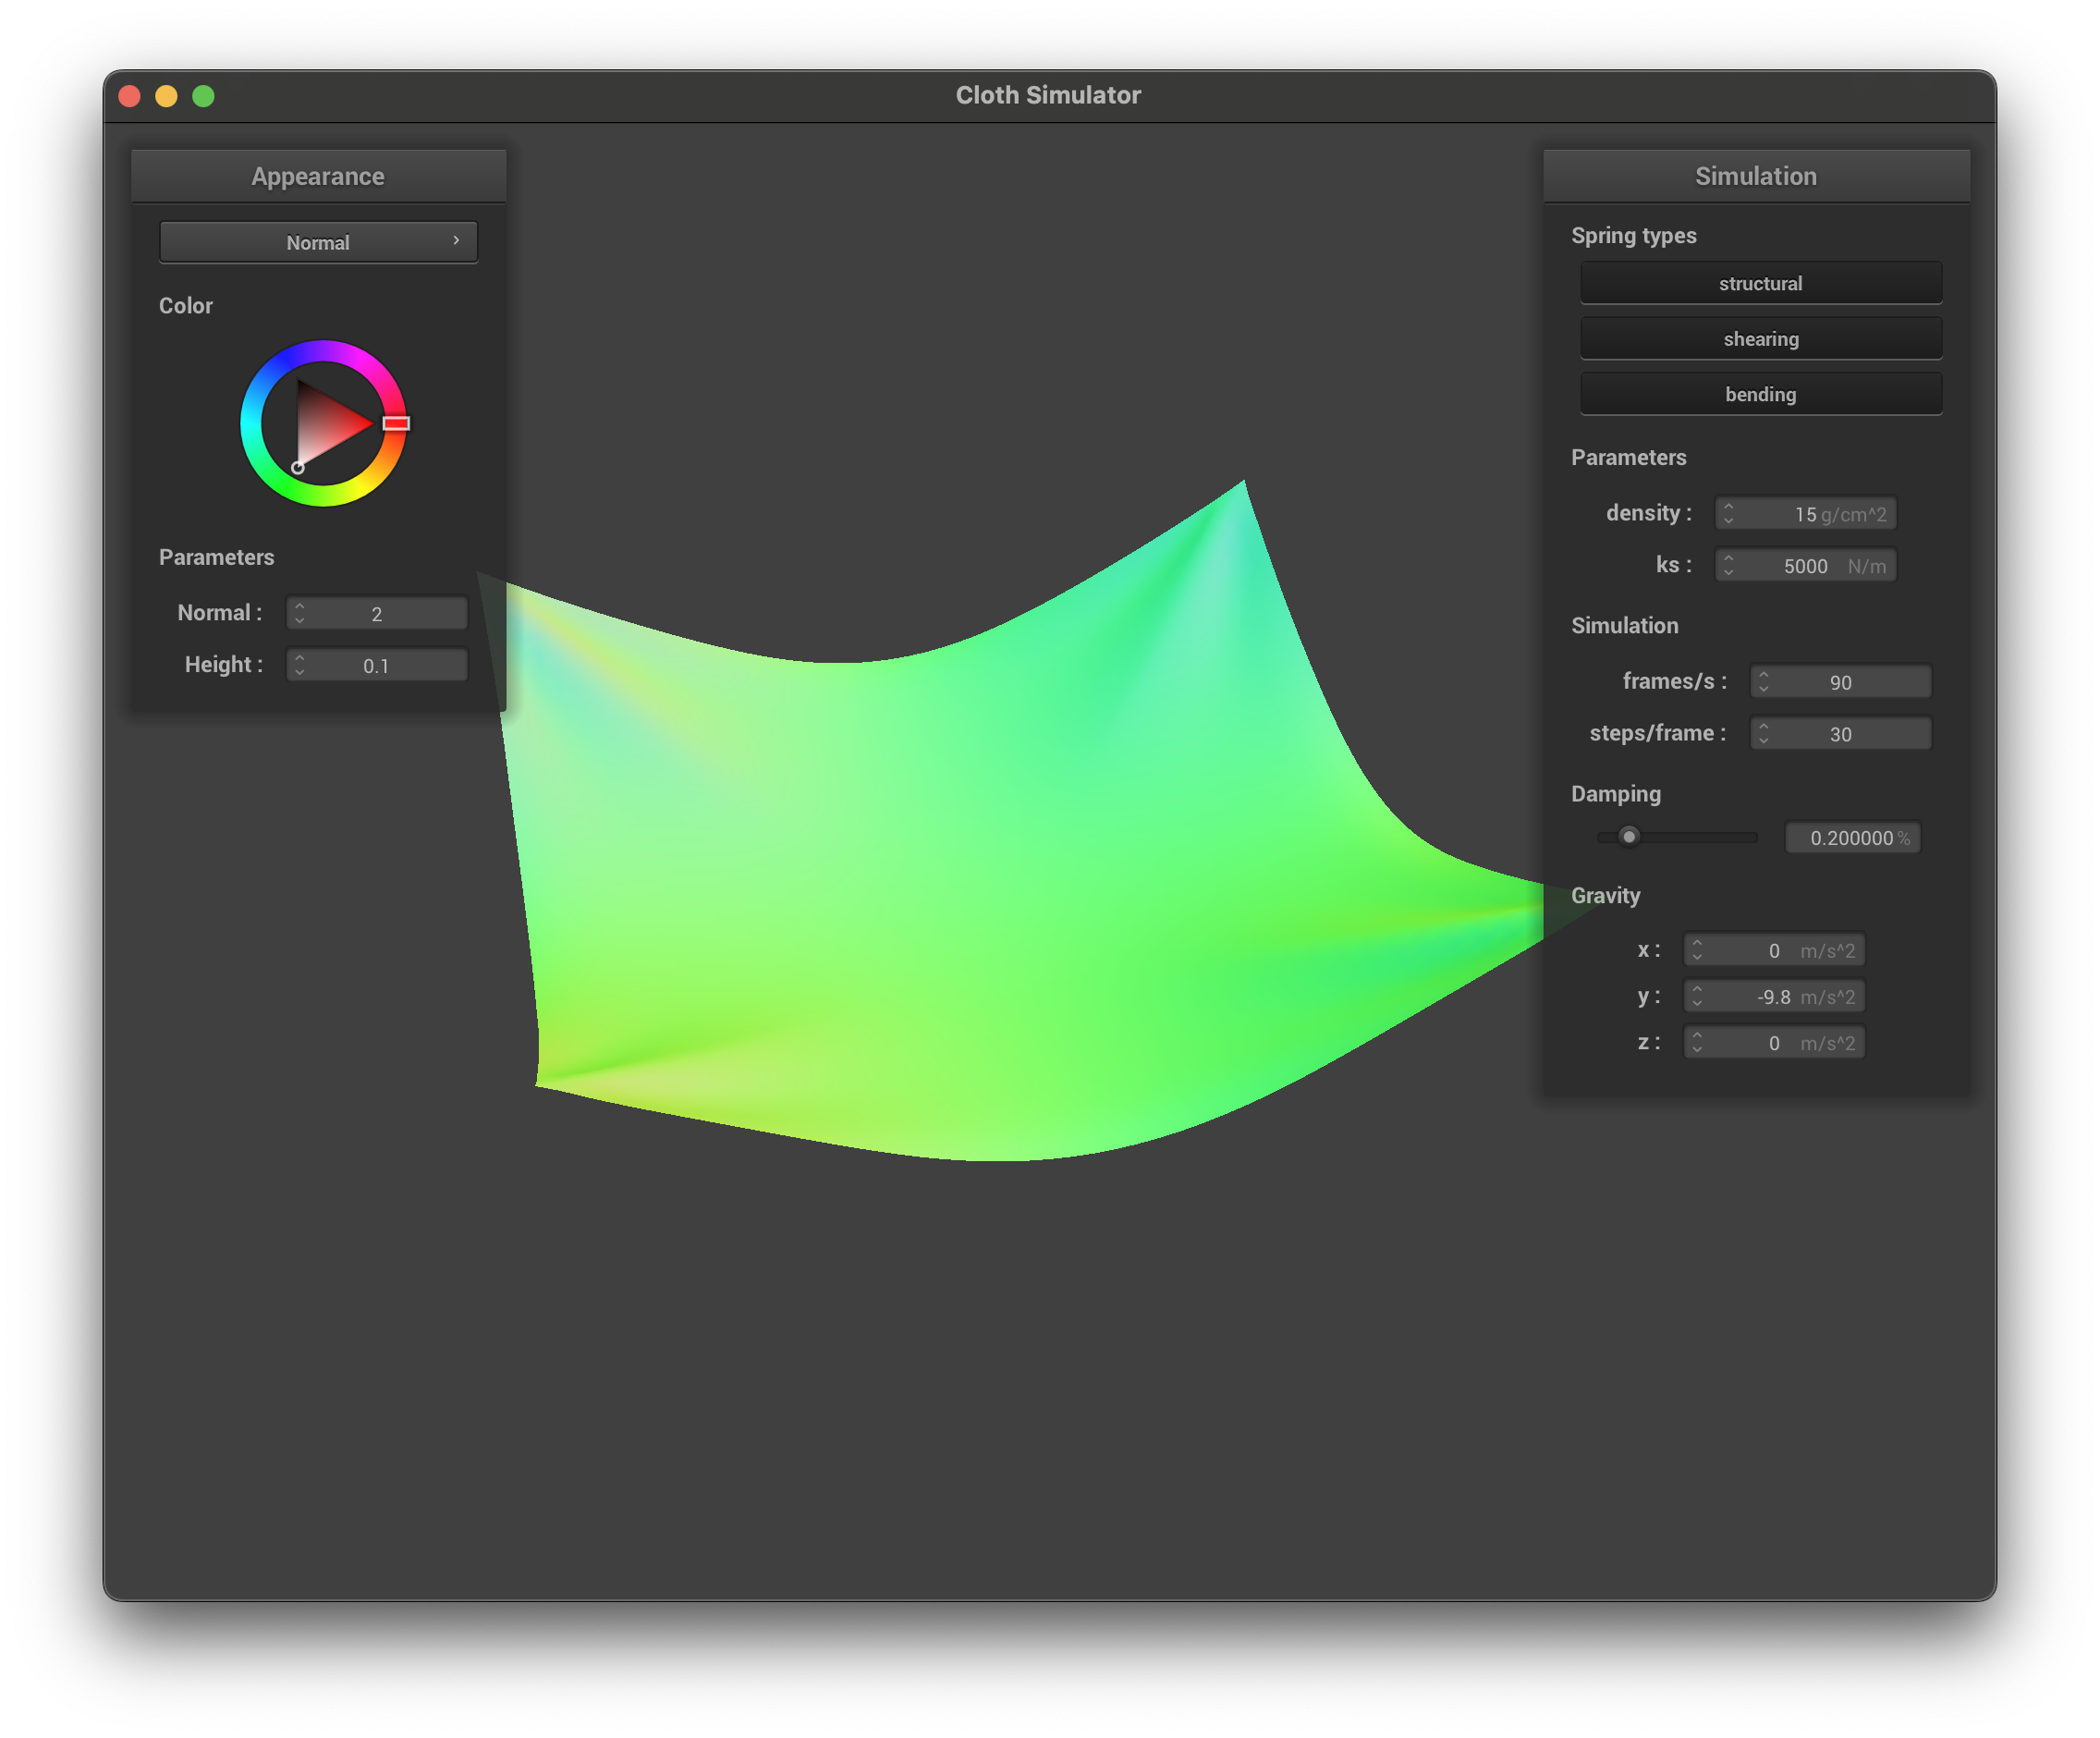 Cloth Simulator
Appearance
Normal
Color
Parameters
Normal : 2
Height : 0.1
Simulation
Spring types
structural
shearing
bending
Parameters
density : 15 g/cm^2
ks : 5000 N/m
Simulation
frames/s : 90
steps/frame : 30
Damping
0.200000 %
Gravity
x : 0 m/s^2
y : -9.8 m/s^2
z : 0 m/s^2